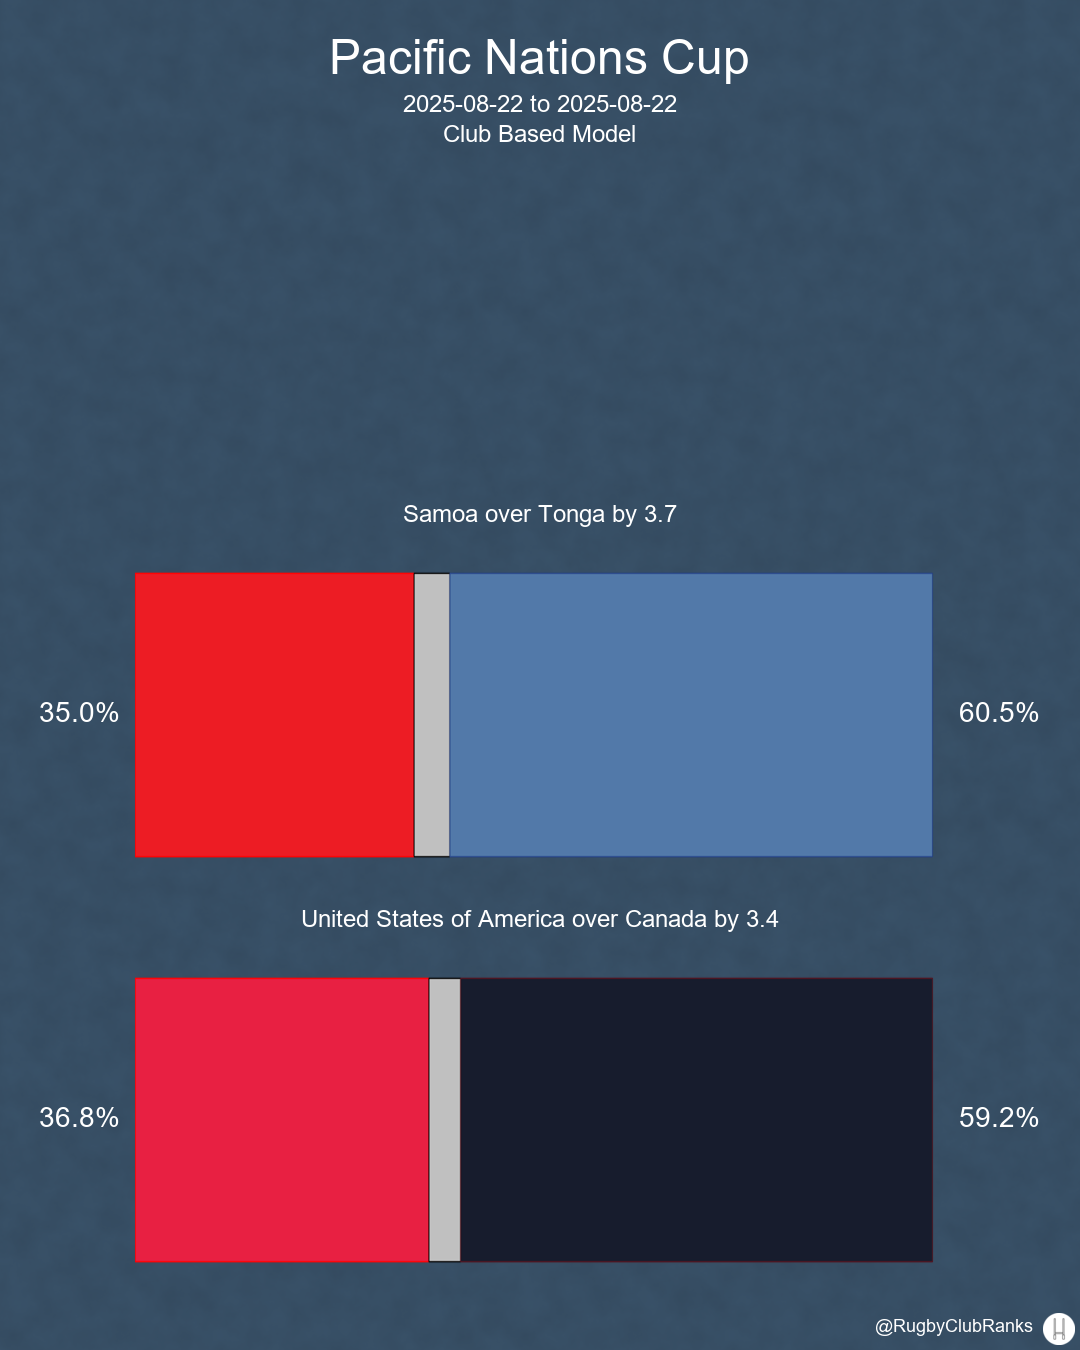 Pacific Nations Cup
2025-08-22 to 2025-08-22
Club Based Model
Samoa over Tonga by 3.7
35.0%
60.5%
United States of America over Canada by 3.4
36.8%
59.2%
@RugbyClubRanks